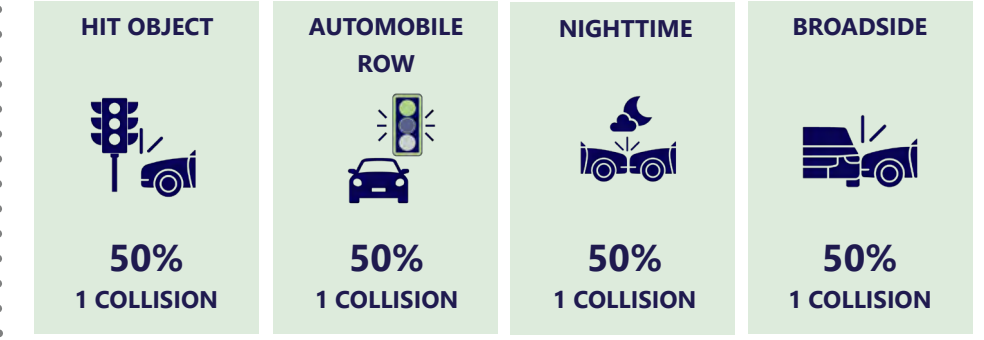 HIT OBJECT
50%
1 COLLISION
AUTOMOBILE
ROW
50%
1 COLLISION
NIGHTTIME
50%
1 COLLISION
BROADSIDE
50%
1 COLLISION